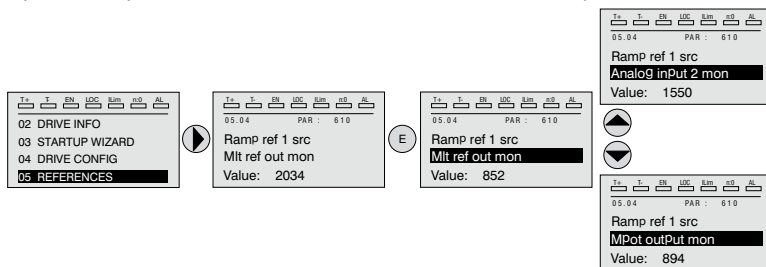 T+ T- EN LOC ILim n:0 AL
02 DRIVE INFO
03 STARTUP WIZARD
04 DRIVE CONFIG
05 REFERENCES
T+ T- EN LOC ILim n:0 AL
05.04 PAR : 610
Ramp ref 1 src
Mlt ref out mon
Value: 2034
E
T+ T- EN LOC ILim n:0 AL
05.04 PAR : 610
Ramp ref 1 src
Mlt ref out mon
Value: 852
T+ T- EN LOC ILim n:0 AL
05.04 PAR : 610
Ramp ref 1 src
Analog input 2 mon
Value: 1550
T+ T- EN LOC ILim n:0 AL
05.04 PAR : 610
Ramp ref 1 src
Mpot output mon
Value: 894